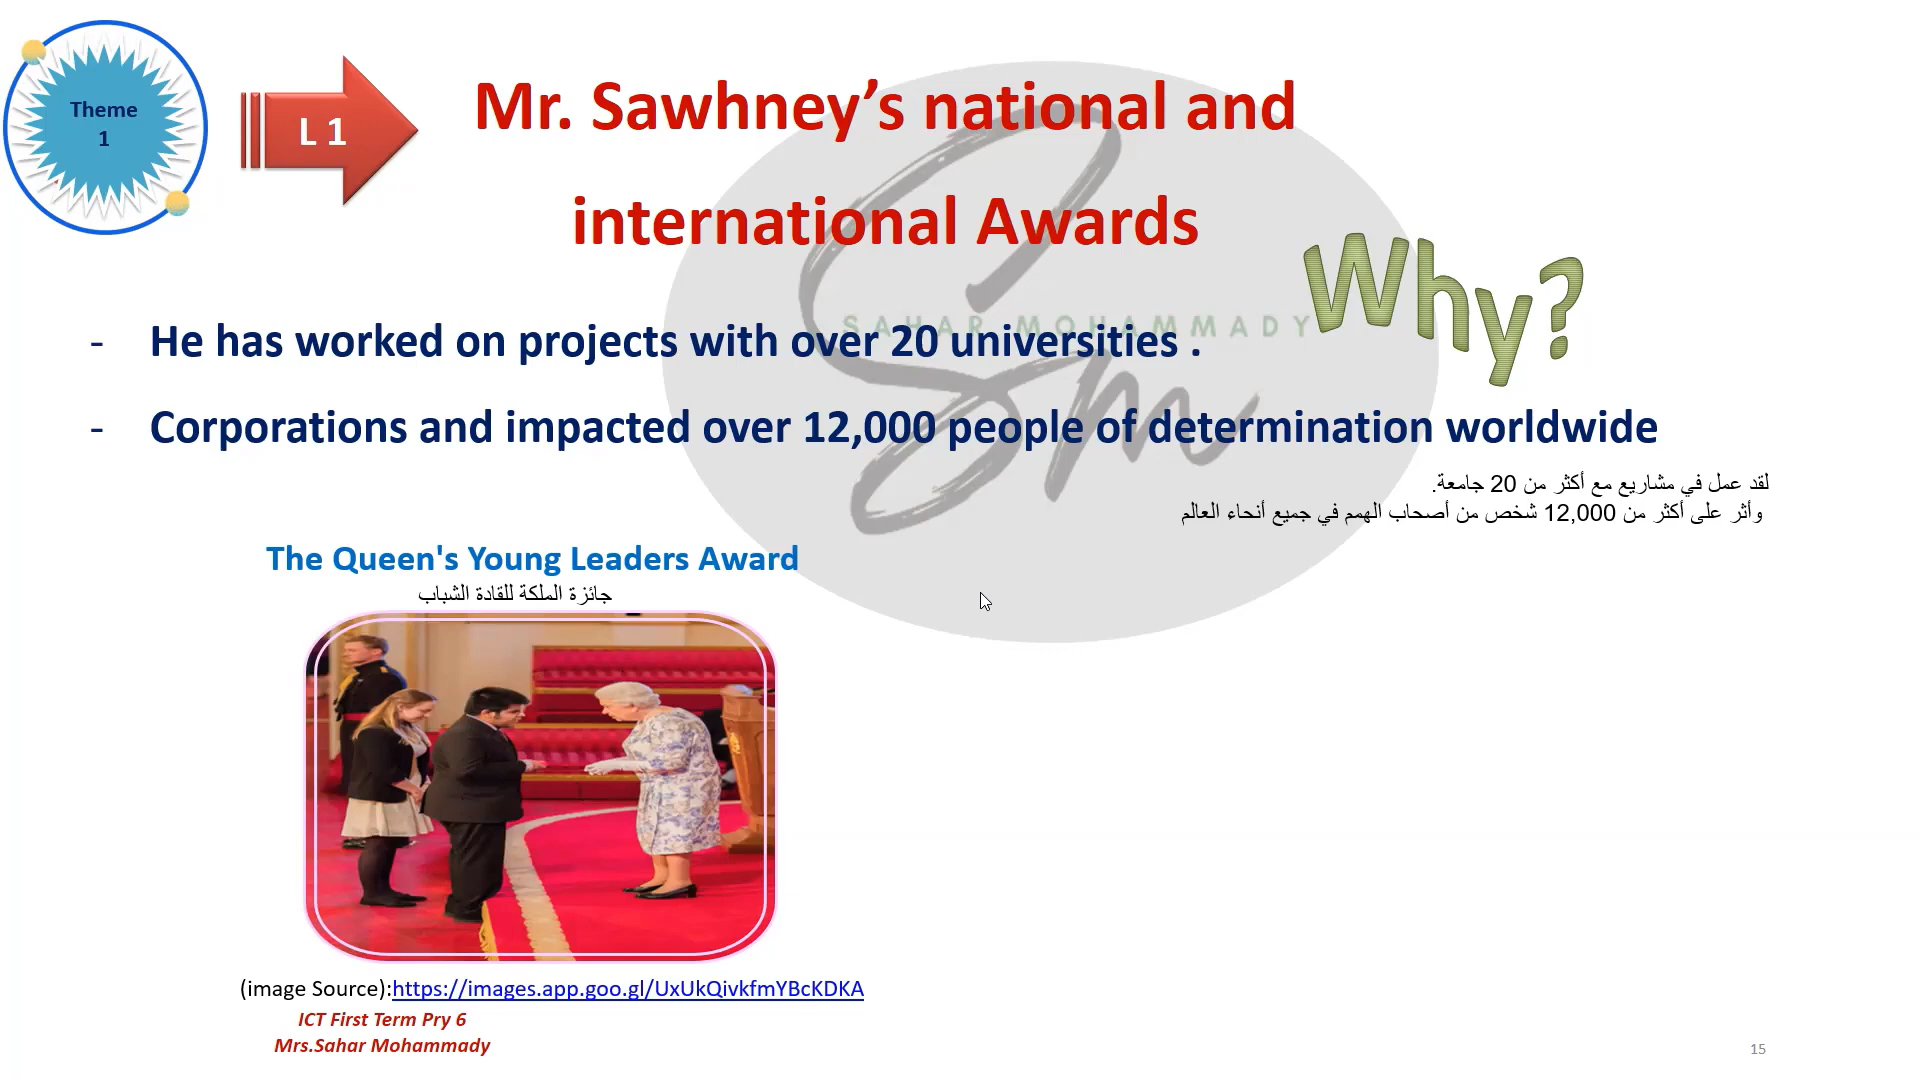 Theme
1
L 1
Mr. Sawhney’s national and
international Awards
Why?
SAHAR MOHAMMADY
Sm
- He has worked on projects with over 20 universities .
- Corporations and impacted over 12,000 people of determination worldwide
لقد عمل في مشاريع مع أكثر من 20 جامعة.
وأثر على أكثر من 12,000 شخص من أصحاب الهمم في جميع أنحاء العالم
The Queen's Young Leaders Award
جائزة الملكة للقادة الشباب
(image Source):https://images.app.goo.gl/UxUkQivkfmYBcKDKA
ICT First Term Pry 6
Mrs.Sahar Mohammady
15